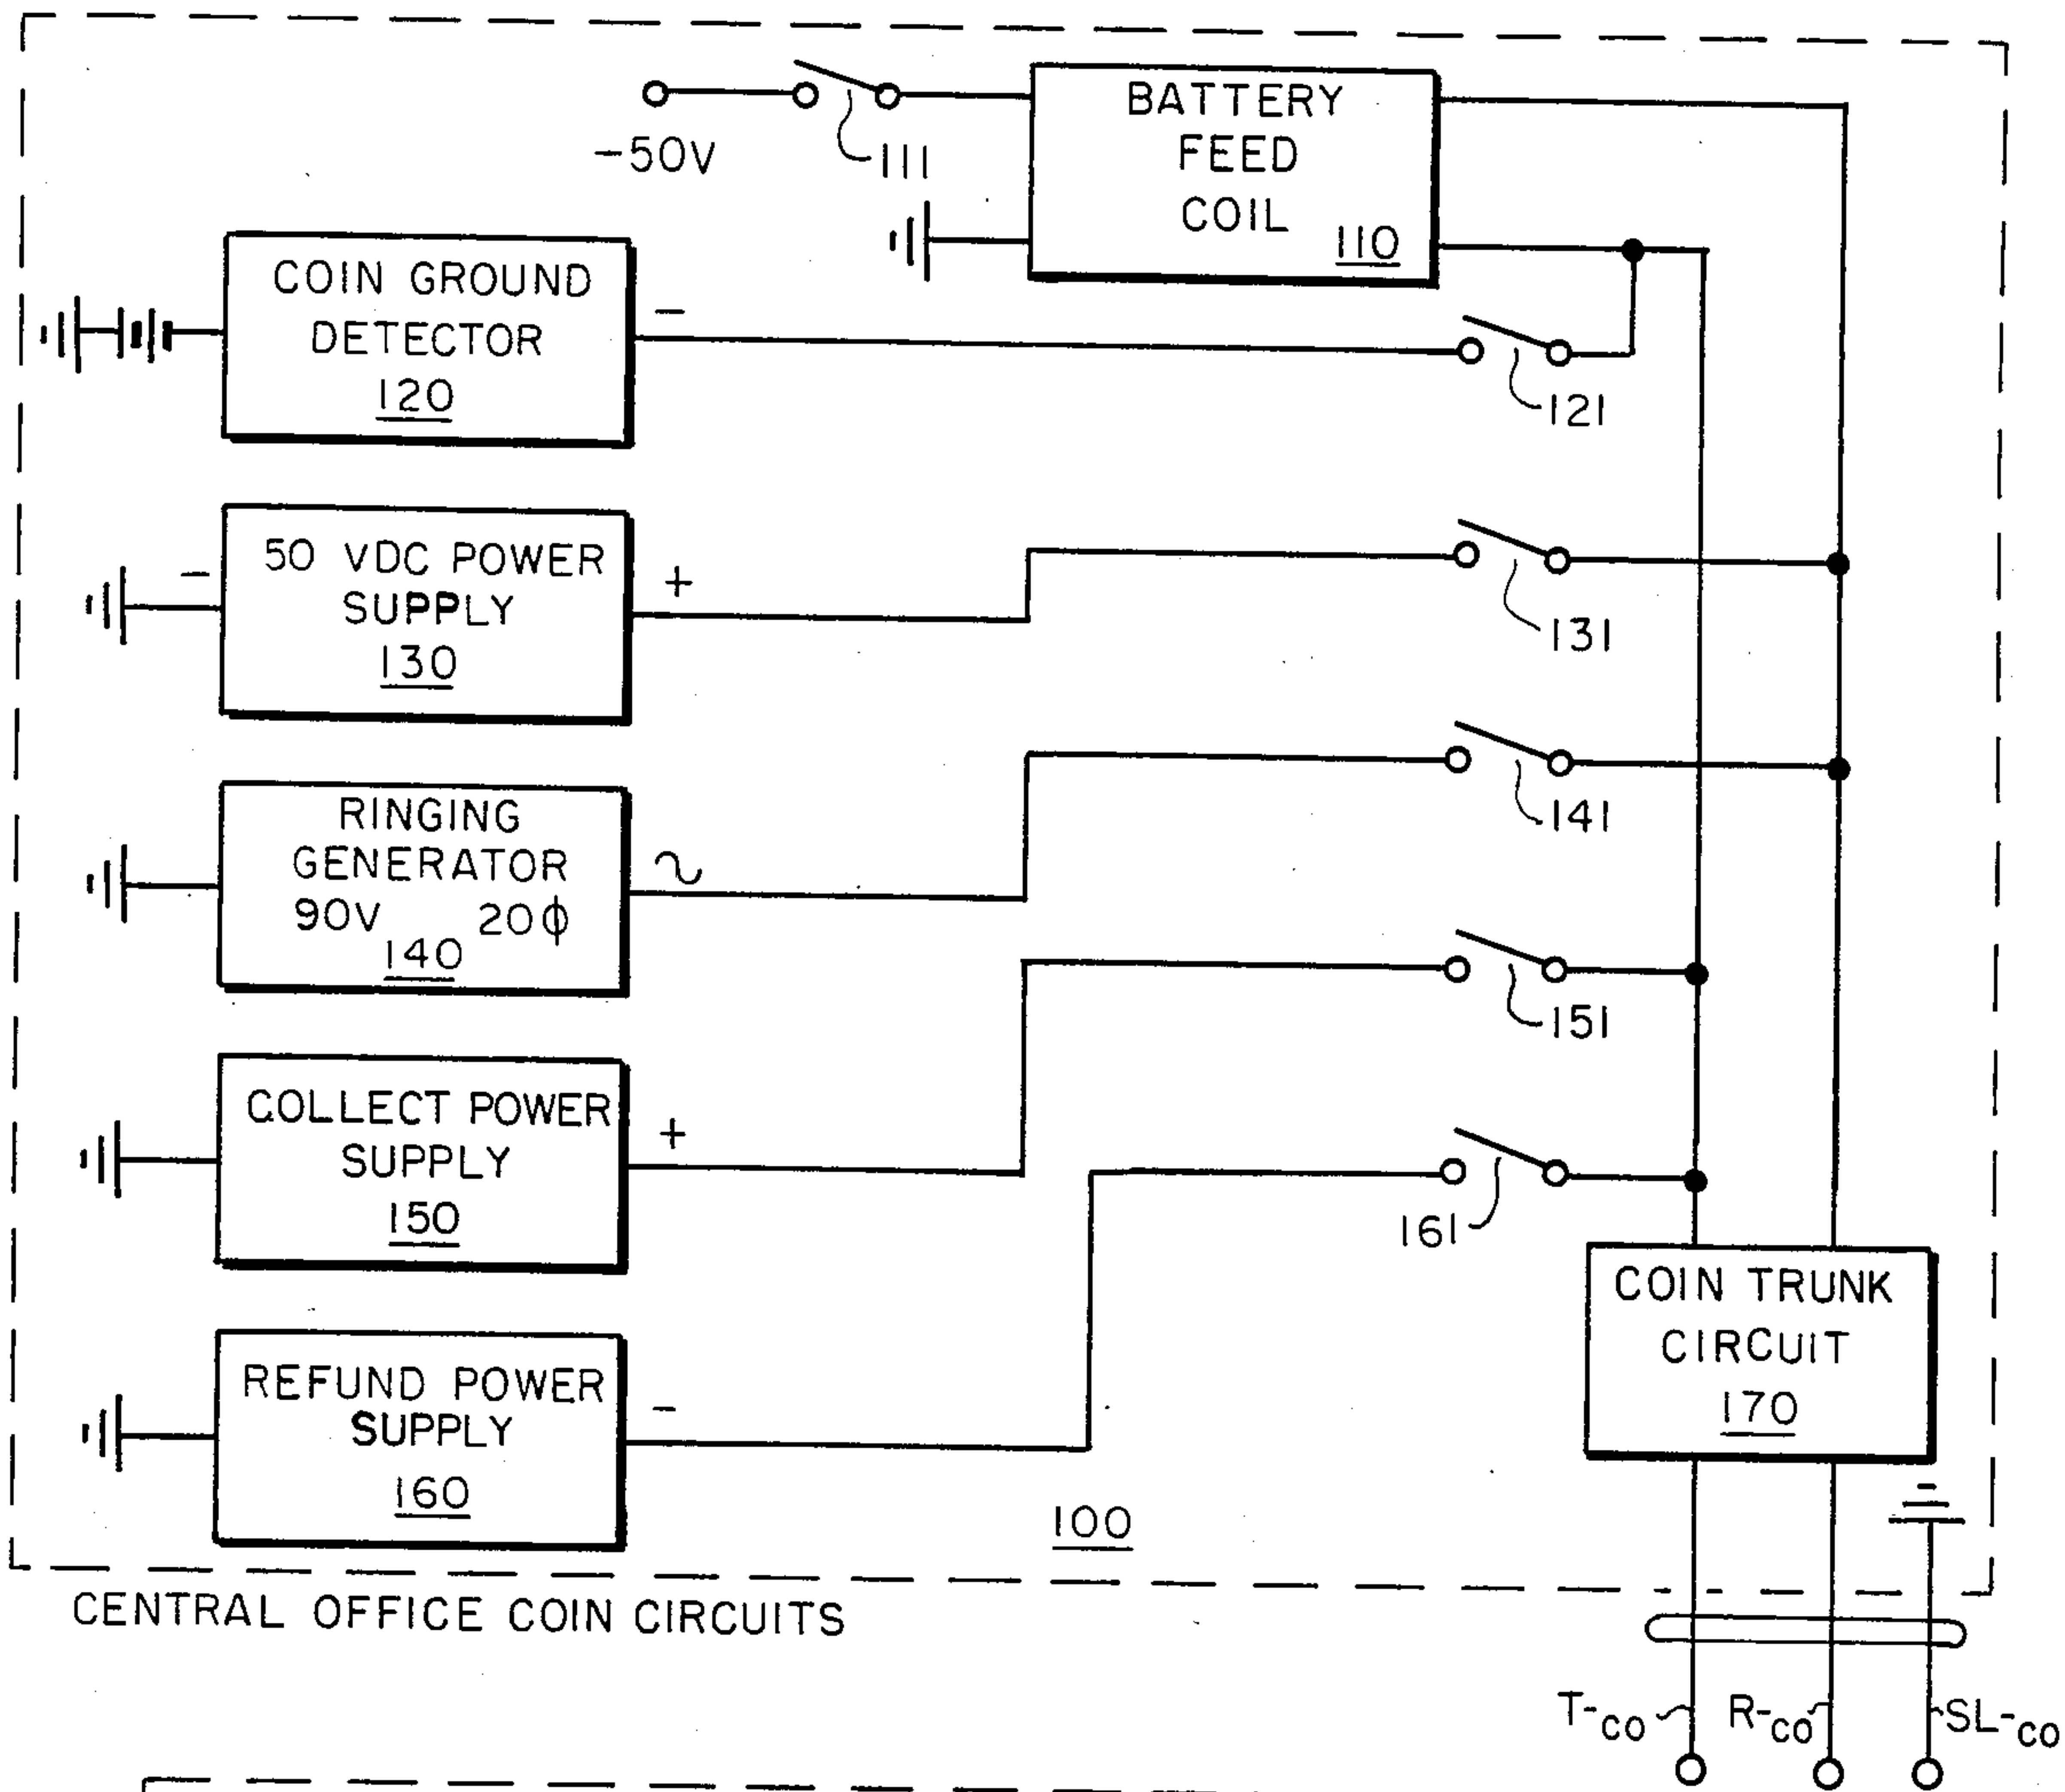 BATTERY
FEED
COIL
110
-50V
111
COIN GROUND
DETECTOR
120
-
121
50 VDC POWER
SUPPLY
130
-
+
131
RINGING
GENERATOR
90V 20ϕ
140
141
COLLECT POWER
SUPPLY
150
+
151
REFUND POWER
SUPPLY
160
-
161
COIN TRUNK
CIRCUIT
170
100
CENTRAL OFFICE COIN CIRCUITS
T-CO
R-CO
SL-CO